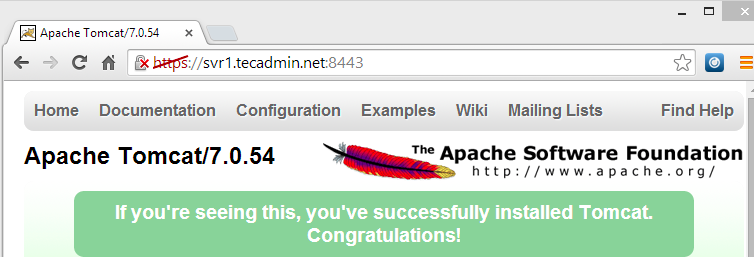 Apache Tomcat/7.0.54
https://svr1.tecadmin.net:8443
Home Documentation Configuration Examples Wiki Mailing Lists Find Help
Apache Tomcat/7.0.54
The Apache Software Foundation
http://www.apache.org/
If you're seeing this, you've successfully installed Tomcat.
Congratulations!